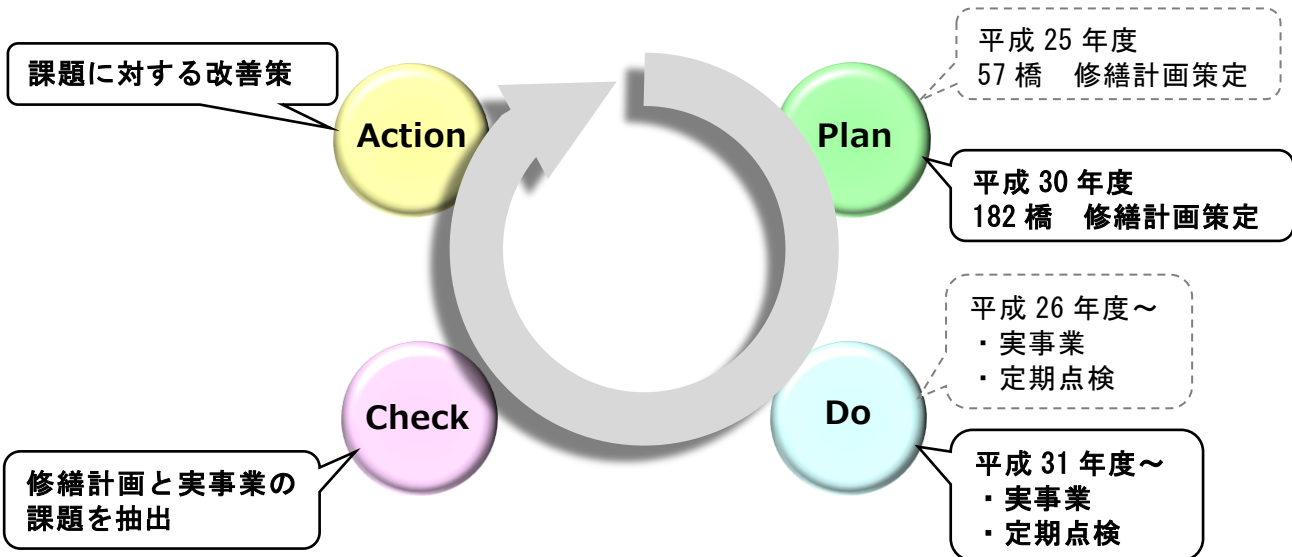 課題に対する改善策
Action
Plan
平成 25 年度
57 橋　修繕計画策定
平成 30 年度
182 橋　修繕計画策定
平成 26 年度～
・実事業
・定期点検
Do
平成 31 年度～
・実事業
・定期点検
Check
修繕計画と実事業の
課題を抽出